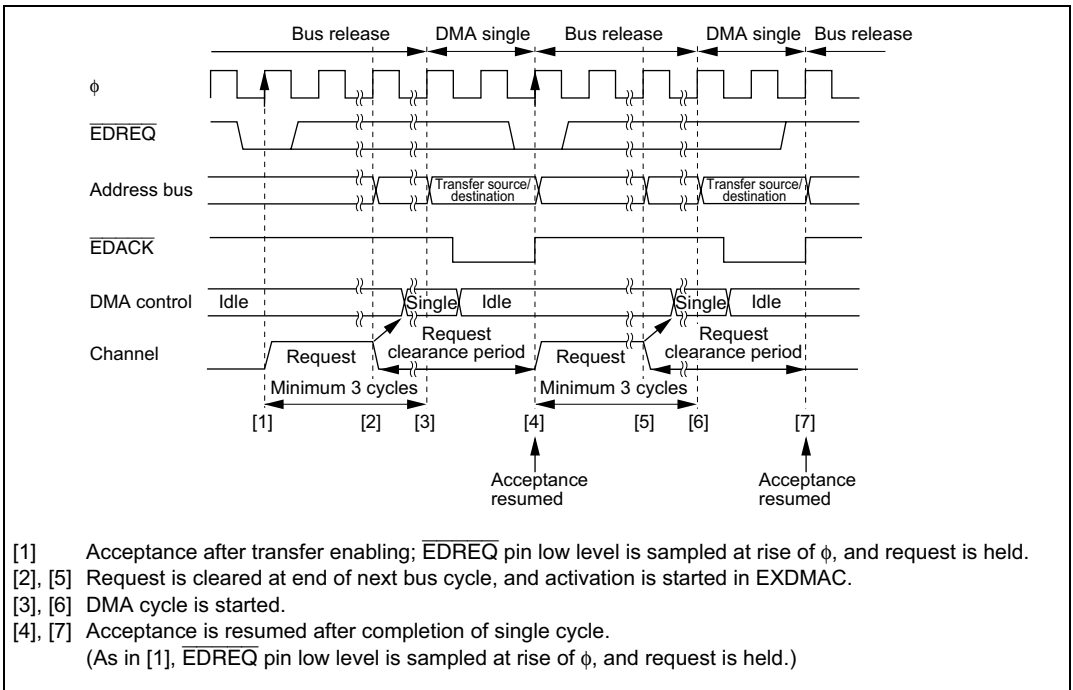 Bus release DMA single Bus release DMA single Bus release
ϕ
EDREQ
Address bus Transfer source/ destination Transfer source/ destination
EDACK
DMA control Idle Single Idle Single Idle
Channel Request Request clearance period Request Request clearance period
Minimum 3 cycles Minimum 3 cycles
[1] [2] [3] [4] [5] [6] [7]
Acceptance resumed Acceptance resumed
[1] Acceptance after transfer enabling; EDREQ pin low level is sampled at rise of ϕ, and request is held.
[2], [5] Request is cleared at end of next bus cycle, and activation is started in EXDMAC.
[3], [6] DMA cycle is started.
[4], [7] Acceptance is resumed after completion of single cycle.
(As in [1], EDREQ pin low level is sampled at rise of ϕ, and request is held.)